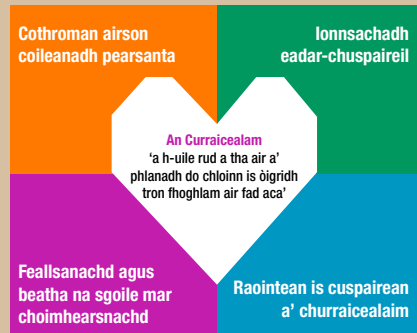 Cothroman airson
coileanadh pearsanta
Ionnsachadh
eadar-chuspaireil
An Curraicealam
‘a h-uile rud a tha air a’
phlanadh do chloinn is òigridh
tron fhoghlam air fad aca’
Feallsanachd agus
beatha na sgoile mar
choimhearsnachd
Raointean is cuspairean
a’ churraicealaim